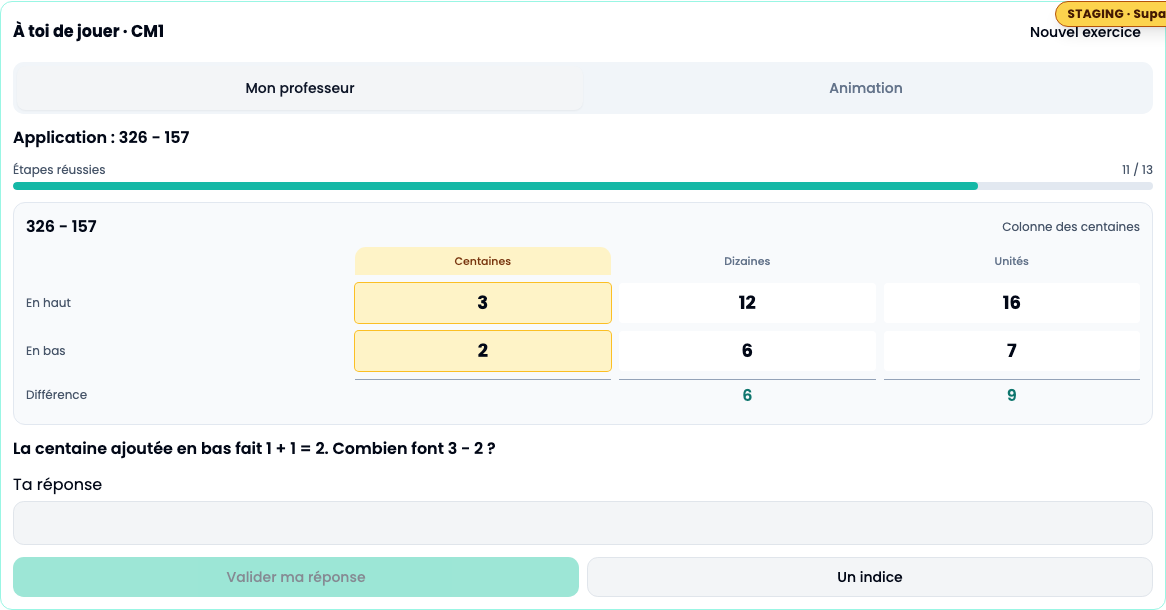 STAGING · Supa
À toi de jouer · CM1
Nouvel exercice
Mon professeur
Animation
Application : 326 - 157
Étapes réussies
11 / 13
326 - 157
Colonne des centaines
Centaines
Dizaines
Unités
En haut
3
12
16
En bas
2
6
7
Différence
6
9
La centaine ajoutée en bas fait 1 + 1 = 2. Combien font 3 - 2 ?
Ta réponse
Valider ma réponse
Un indice